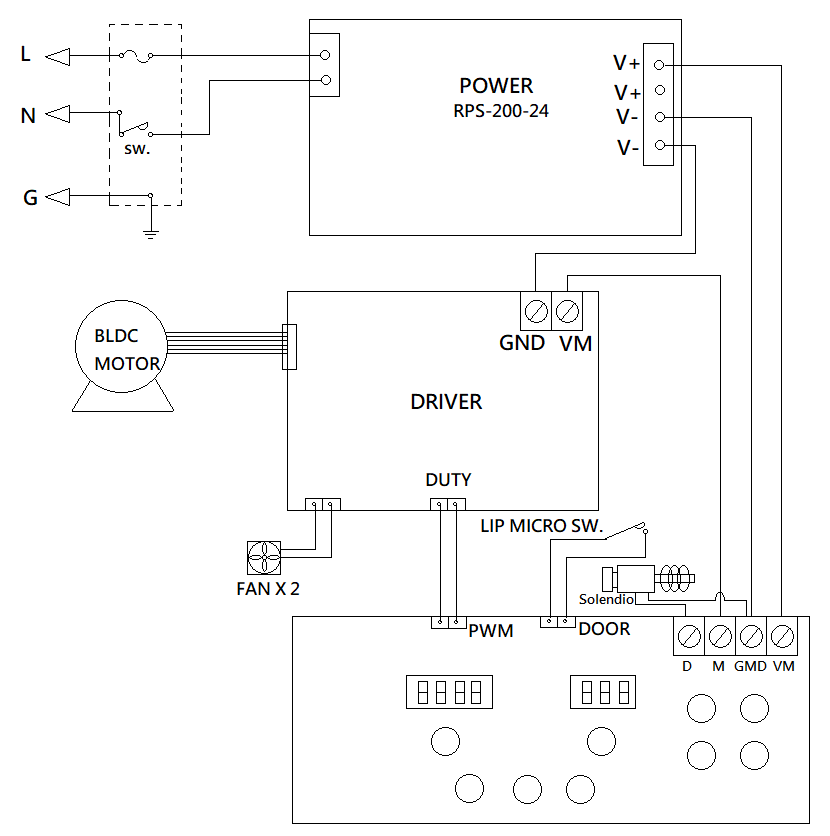 L
N
sw.
G
POWER
RPS-200-24
V+
V+
V-
V-
BLDC
MOTOR
GND VM
DRIVER
DUTY
LIP MICRO SW.
FAN X 2
Solendio
PWM
DOOR
D M GMD VM